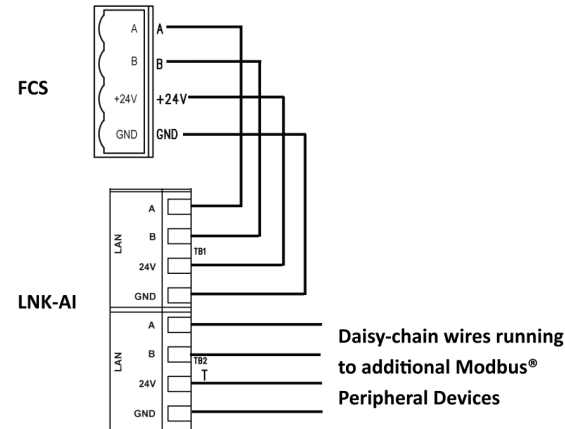 FCS
A A
B B
+24V +24V
GND GND
LNK-AI
LAN
A
B
TB1
24V
GND
LAN
A
B
TB2
T
24V
GND
Daisy-chain wires running
to additional Modbus®
Peripheral Devices